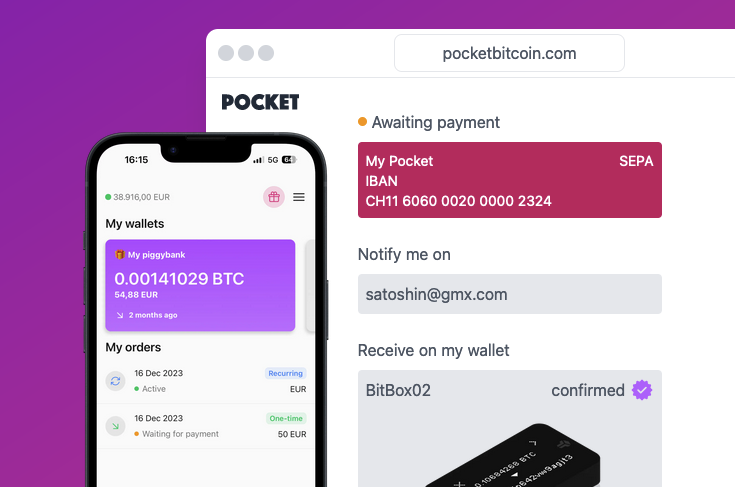 pocketbitcoin.com
POCKET
Awaiting payment
My Pocket SEPA
IBAN
CH11 6060 0020 0000 2324
Notify me on
satoshin@gmx.com
Receive on my wallet
BitBox02 confirmed
0.10684268 BTC
16:15 5G 64
38.916,00 EUR
My wallets
My piggybank
0.00141029 BTC
54,88 EUR
2 months ago
My orders
16 Dec 2023 Recurring
Active EUR
16 Dec 2023 One-time
Waiting for payment 50 EUR